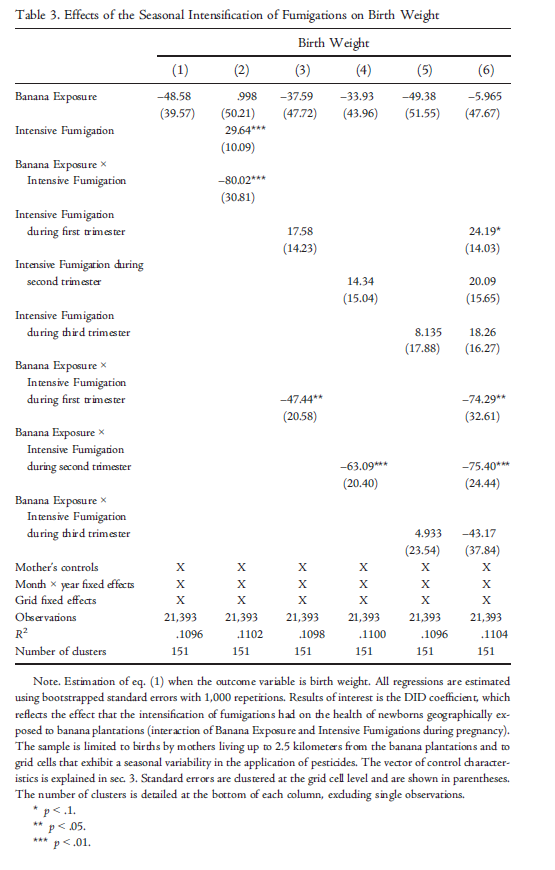 Table 3. Effects of the Seasonal Intensification of Fumigations on Birth Weight
Birth Weight
(1) (2) (3) (4) (5) (6)
Banana Exposure −48.58 .998 −37.59 −33.93 −49.38 −5.965
(39.57) (50.21) (47.72) (43.96) (51.55) (47.67)
Intensive Fumigation 29.64***
(10.09)
Banana Exposure ×
Intensive Fumigation −80.02***
(30.81)
Intensive Fumigation
during first trimester 17.58 24.19*
(14.23) (14.03)
Intensive Fumigation during
second trimester 14.34 20.09
(15.04) (15.65)
Intensive Fumigation
during third trimester 8.135 18.26
(17.88) (16.27)
Banana Exposure ×
Intensive Fumigation
during first trimester −47.44** −74.29**
(20.58) (32.61)
Banana Exposure ×
Intensive Fumigation
during second trimester −63.09*** −75.40***
(20.40) (24.44)
Banana Exposure ×
Intensive Fumigation
during third trimester 4.933 −43.17
(23.54) (37.84)
Mother's controls X X X X X X
Month × year fixed effects X X X X X X
Grid fixed effects X X X X X X
Observations 21,393 21,393 21,393 21,393 21,393 21,393
R² .1096 .1102 .1098 .1100 .1096 .1104
Number of clusters 151 151 151 151 151 151
Note. Estimation of eq. (1) when the outcome variable is birth weight. All regressions are estimated
using bootstrapped standard errors with 1,000 repetitions. Results of interest is the DID coefficient, which
reflects the effect that the intensification of fumigations had on the health of newborns geographically ex-
posed to banana plantations (interaction of Banana Exposure and Intensive Fumigations during pregnancy).
The sample is limited to births by mothers living up to 2.5 kilometers from the banana plantations and to
grid cells that exhibit a seasonal variability in the application of pesticides. The vector of control character-
istics is explained in sec. 3. Standard errors are clustered at the grid cell level and are shown in parentheses.
The number of clusters is detailed at the bottom of each column, excluding single observations.
* p < .1.
** p < .05.
*** p < .01.